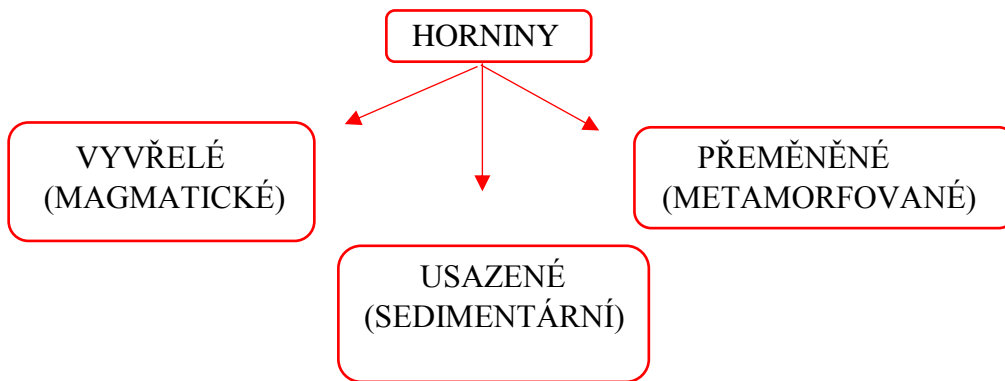 HORNINY
VYVŘELÉ
(MAGMATICKÉ)
PŘEMĚNĚNÉ
(METAMORFOVANÉ)
USAZENÉ
(SEDIMENTÁRNÍ)